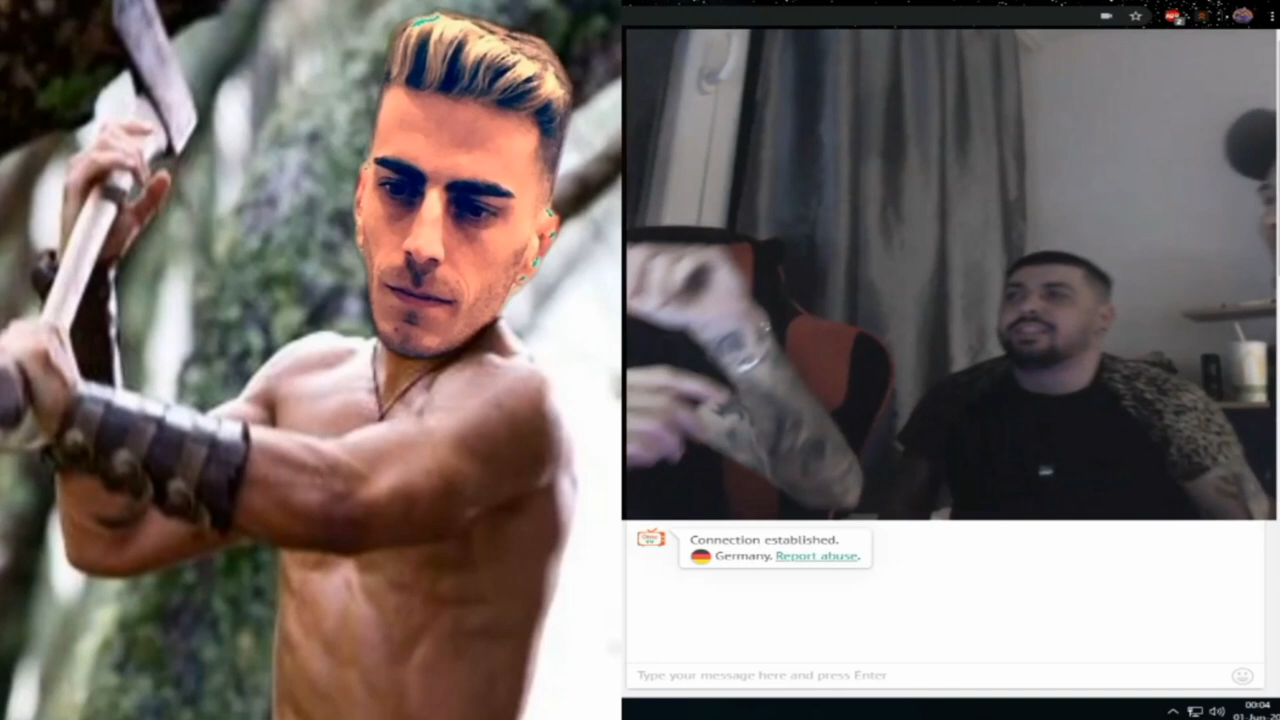 Connection established.
Germany. Report abuse.
Type your message here and press Enter
00:04